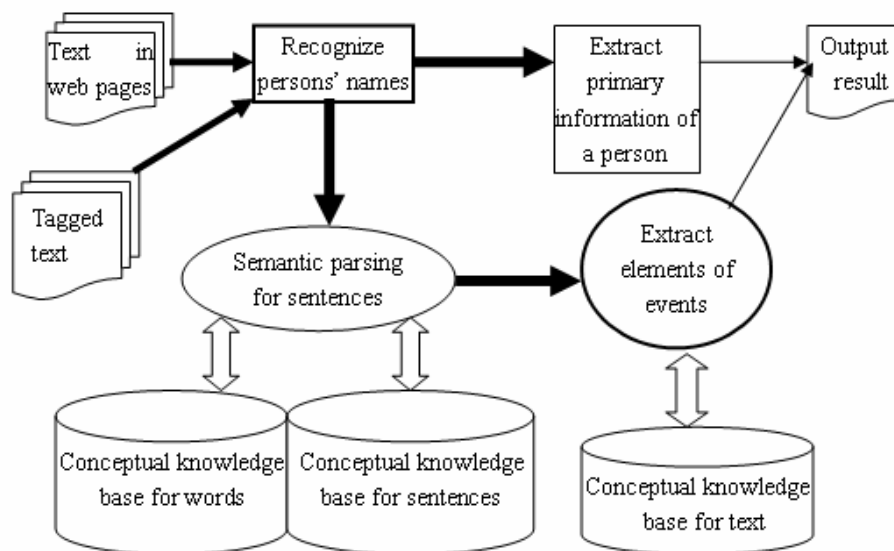 Text in
web pages
Recognize
persons' names
Extract
primary
information of
a person
Output
result
Tagged
text
Semantic parsing
for sentences
Extract
elements of
events
Conceptual knowledge
base for words
Conceptual knowledge
base for sentences
Conceptual knowledge
base for text